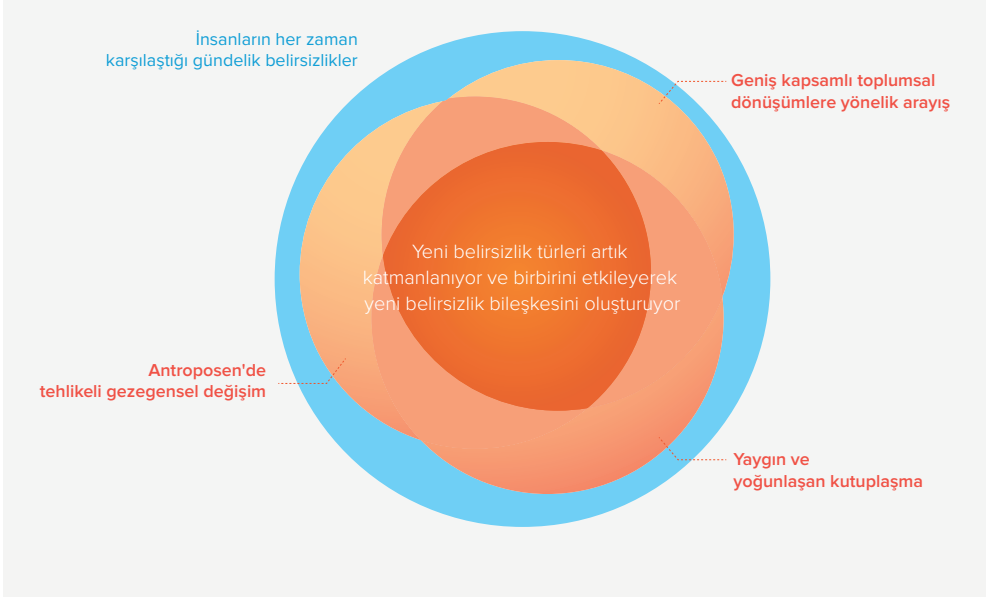 İnsanların her zaman
karşılaştığı gündelik belirsizlikler
Geniş kapsamlı toplumsal
dönüşümlere yönelik arayış
Yeni belirsizlik türleri artık
katmanlanıyor ve birbirini etkileyerek
yeni belirsizlik bileşkesini oluşturuyor
Antroposen'de
tehlikeli gezegensel değişim
Yaygın ve
yoğunlaşan kutuplaşma